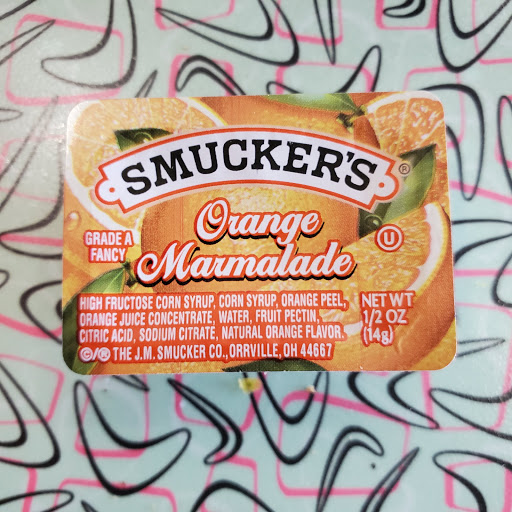 SMUCKER'S®
Orange
Marmalade
GRADE A
FANCY
U
HIGH FRUCTOSE CORN SYRUP, CORN SYRUP, ORANGE PEEL,
ORANGE JUICE CONCENTRATE, WATER, FRUIT PECTIN,
CITRIC ACID, SODIUM CITRATE, NATURAL ORANGE FLAVOR.
©/® THE J.M. SMUCKER CO., ORRVILLE, OH 44667
NET WT
1/2 OZ
(14g)